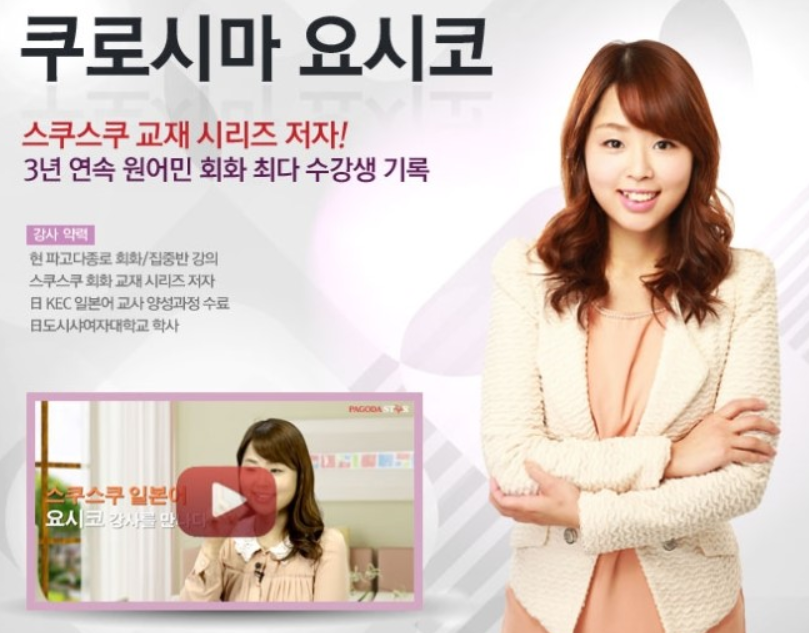 쿠로시마 요시코
스쿠스쿠 교재 시리즈 저자!
3년 연속 원어민 회화 최다 수강생 기록
강사 약력
현 파고다종로 회화/집중반 강의
스쿠스쿠 회화 교재 시리즈 저자
日 KEC 일본어 교사 양성과정 수료
日도시샤여자대학교 학사
PAGODA STAR
스쿠스쿠 일본어
요시코 강사를 만나다